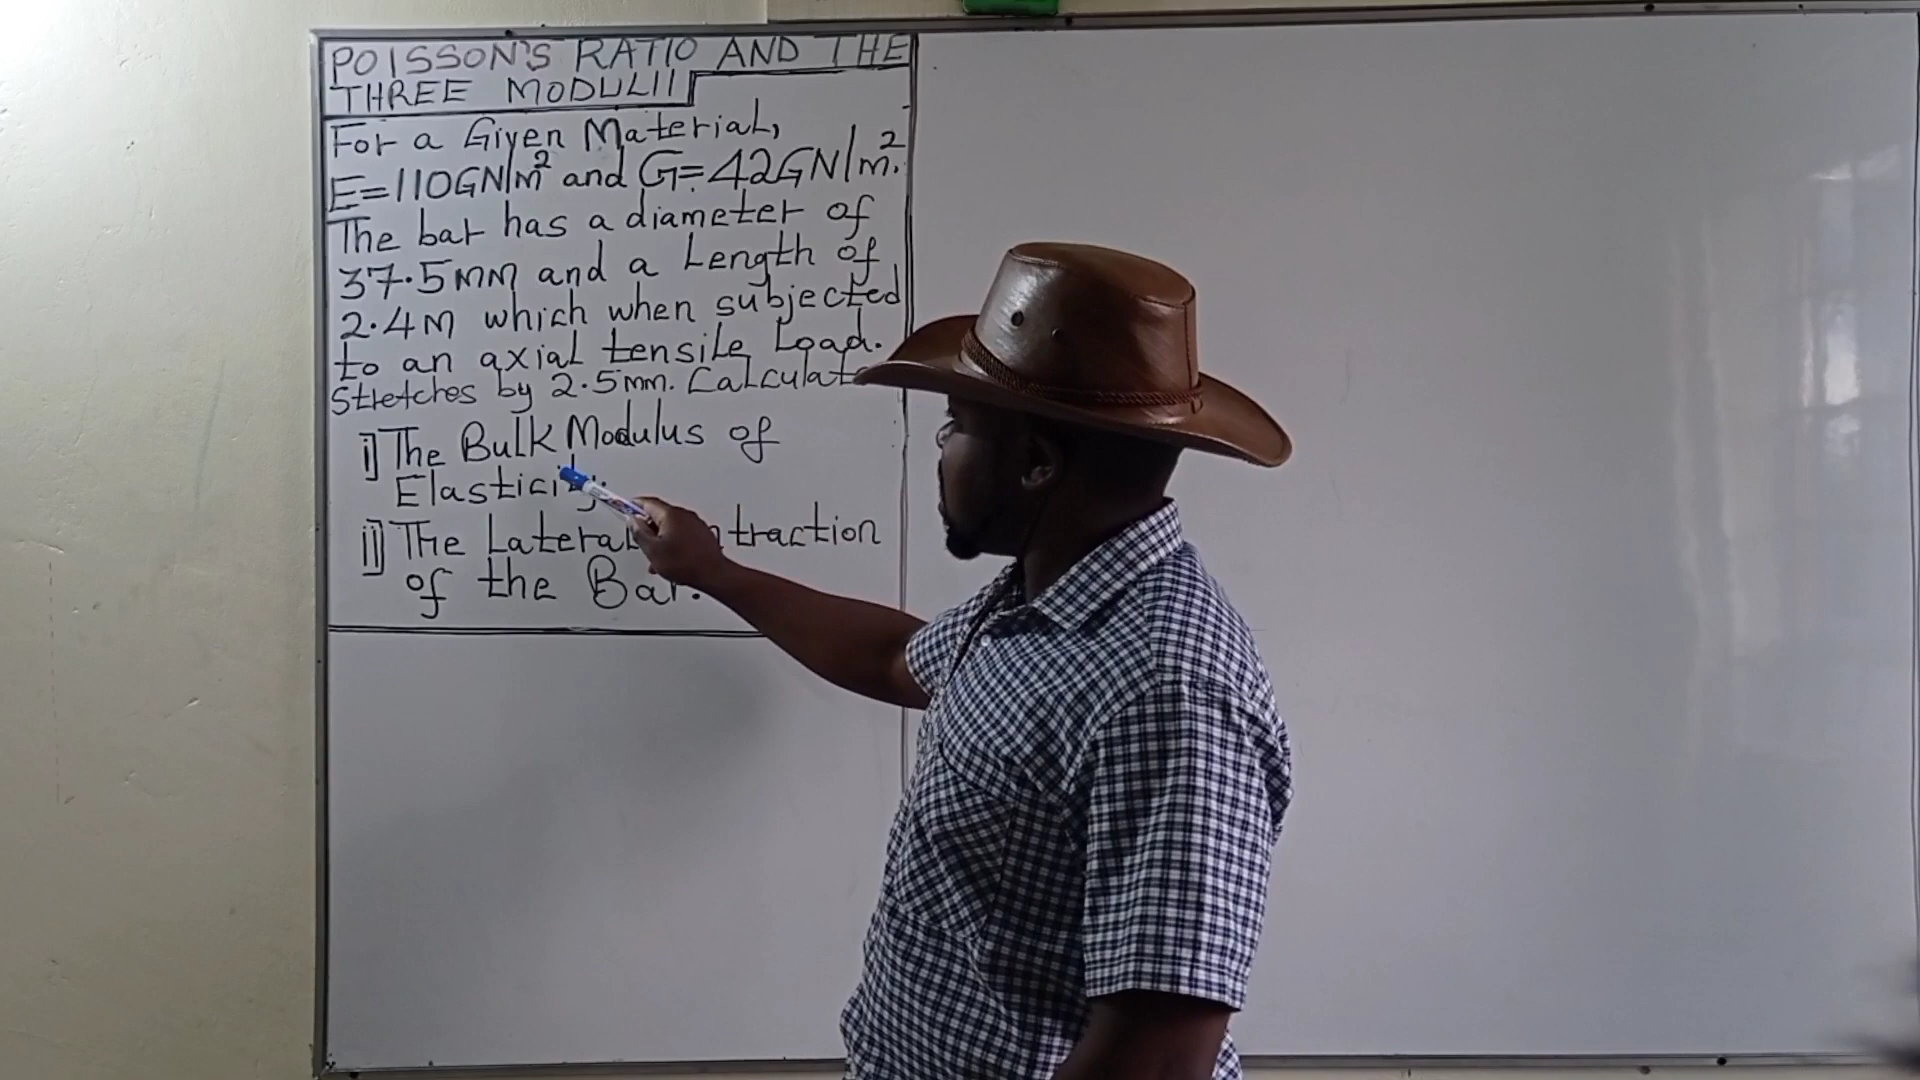 POISSON'S RATIO AND THE
THREE MODULII
For a Given Material,
E=110GN/m² and G=42GN/m².
The bar has a diameter of
37.5mm and a Length of
2.4m which when subjected
to an axial tensile Load.
Stretches by 2.5mm. Calculate
i] The Bulk Modulus of
Elasticity.
ii] The Lateral
of the Bar.